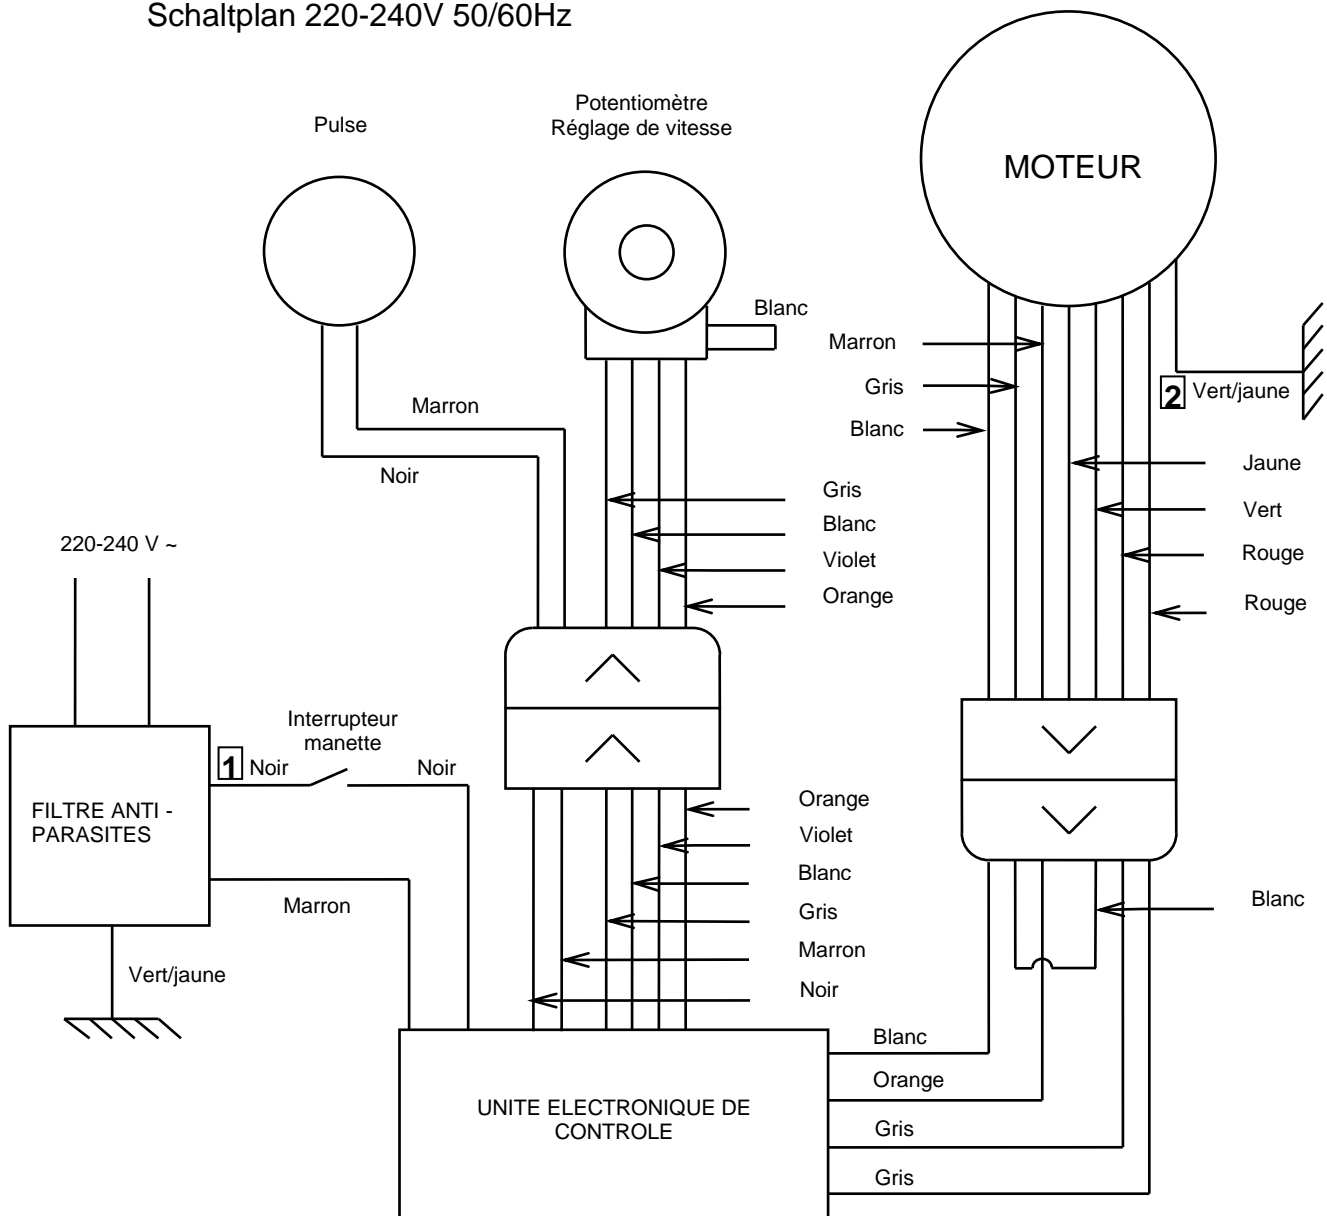 Schaltplan 220-240V 50/60Hz
Pulse
Potentiomètre
Réglage de vitesse
MOTEUR
Blanc
Marron
Gris
Blanc
2 Vert/jaune
Marron
Noir
Jaune
Vert
Rouge
Rouge
Gris
Blanc
Violet
Orange
220-240 V ~
Interrupteur
manette
1 Noir
Noir
FILTRE ANTI -
PARASITES
Marron
Vert/jaune
Orange
Violet
Blanc
Gris
Marron
Noir
Blanc
Blanc
Orange
Gris
Gris
UNITE ELECTRONIQUE DE
CONTROLE